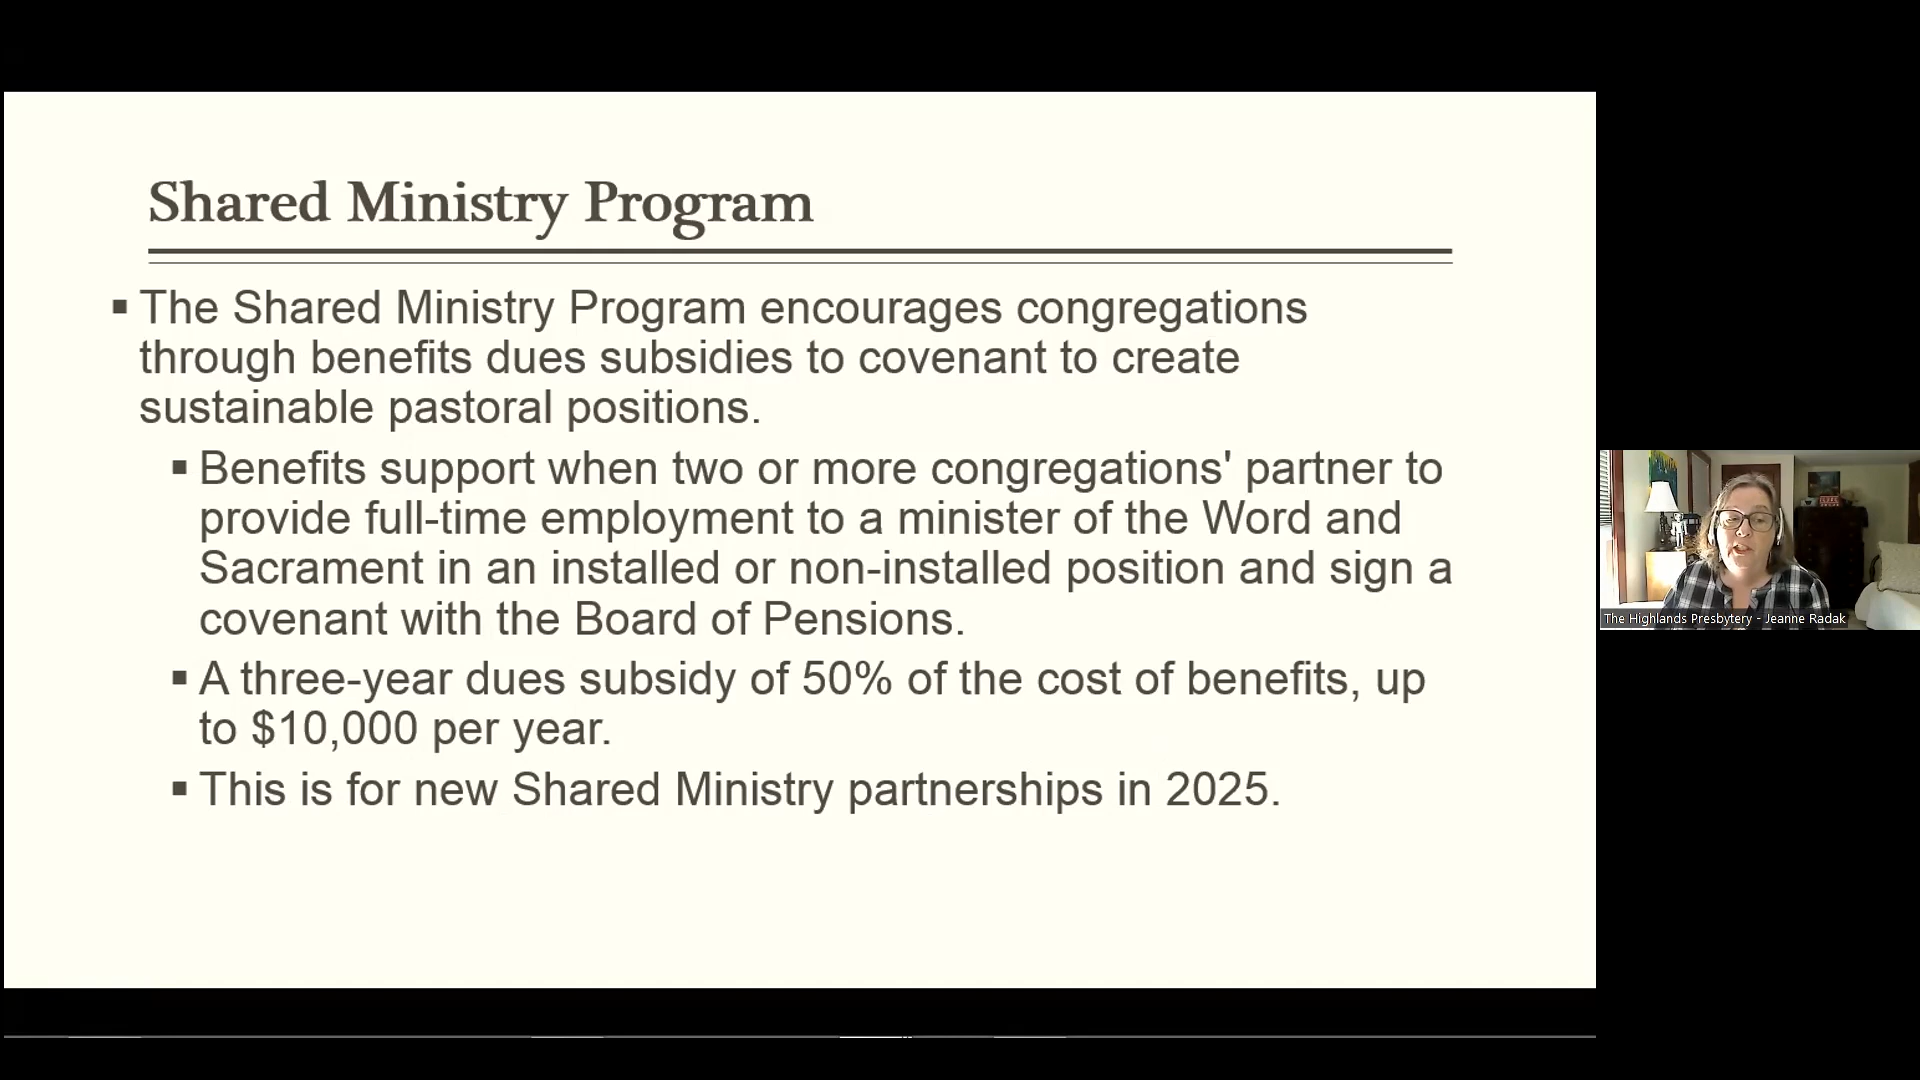 Shared Ministry Program
▪ The Shared Ministry Program encourages congregations
through benefits dues subsidies to covenant to create
sustainable pastoral positions.
▪ Benefits support when two or more congregations' partner to
provide full-time employment to a minister of the Word and
Sacrament in an installed or non-installed position and sign a
covenant with the Board of Pensions.
▪ A three-year dues subsidy of 50% of the cost of benefits, up
to $10,000 per year.
▪ This is for new Shared Ministry partnerships in 2025.
The Highlands Presbytery - Jeanne Radak